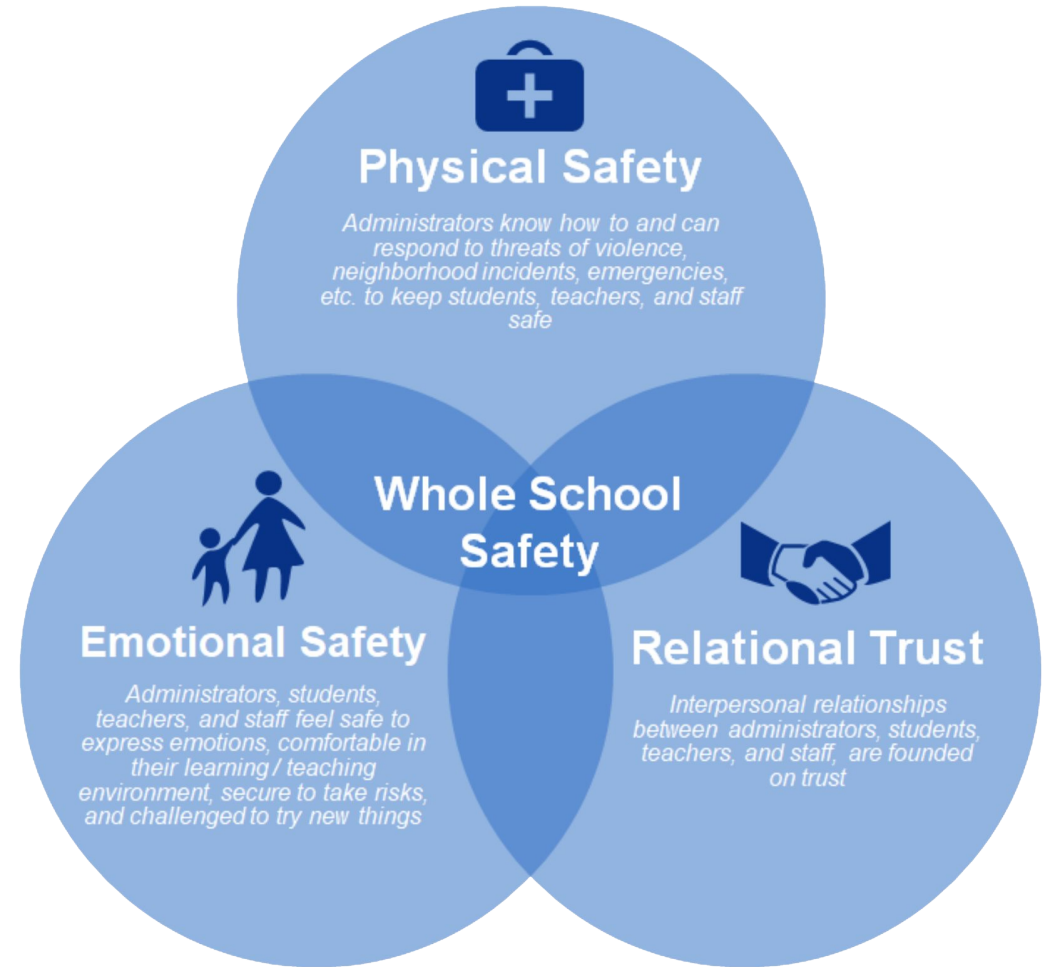 Physical Safety
Administrators know how to and can
respond to threats of violence,
neighborhood incidents, emergencies,
etc. to keep students, teachers, and staff
safe
Whole School
Safety
Emotional Safety
Administrators, students,
teachers, and staff feel safe to
express emotions, comfortable in
their learning / teaching
environment, secure to take risks,
and challenged to try new things
Relational Trust
Interpersonal relationships
between administrators, students,
teachers, and staff, are founded
on trust